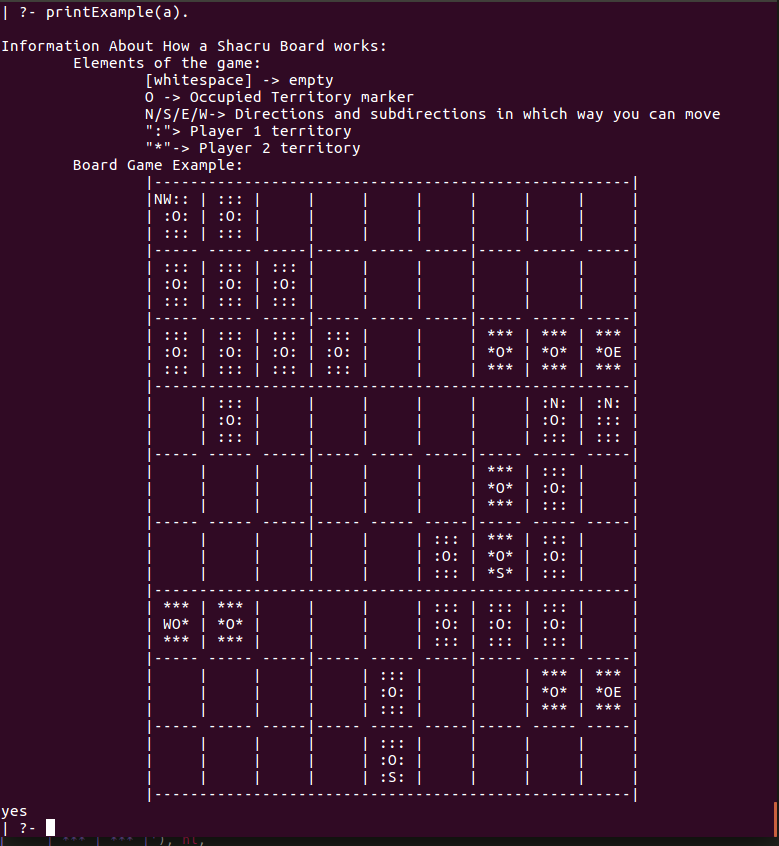 | ?- printExample(a).

Information About How a Shacru Board works:
        Elements of the game:
                [whitespace] -> empty
                O -> Occupied Territory marker
                N/S/E/W-> Directions and subdirections in which way you can move
                ":"> Player 1 territory
                "*"-> Player 2 territory
        Board Game Example:
                |-----------------------------------------------------|
                |NW:: | ::: |     |     |     |     |     |     |     |
                | :O: | :O: |     |     |     |     |     |     |     |
                | ::: | ::: |     |     |     |     |     |     |     |
                |----- ----- -----|----- ----- -----|----- ----- -----|
                | ::: | ::: | ::: |     |     |     |     |     |     |
                | :O: | :O: | :O: |     |     |     |     |     |     |
                | ::: | ::: | ::: |     |     |     |     |     |     |
                |----- ----- -----|----- ----- -----|----- ----- -----|
                | ::: | ::: | ::: | ::: |     |     | *** | *** | *** |
                | :O: | :O: | :O: | :O: |     |     | *O* | *O* | *OE |
                | ::: | ::: | ::: | ::: |     |     | *** | *** | *** |
                |-----------------------------------------------------|
                |     | ::: |     |     |     |     |     | :N: | :N: |
                |     | :O: |     |     |     |     |     | :O: | ::: |
                |     | ::: |     |     |     |     |     | ::: | ::: |
                |----- ----- -----|----- ----- -----|----- ----- -----|
                |     |     |     |     |     |     | *** | ::: |     |
                |     |     |     |     |     |     | *O* | :O: |     |
                |     |     |     |     |     |     | *** | ::: |     |
                |----- ----- -----|----- ----- -----|----- ----- -----|
                |     |     |     |     |     | ::: | *** | ::: |     |
                |     |     |     |     |     | :O: | *O* | :O: |     |
                |     |     |     |     |     | ::: | *S* | ::: |     |
                |-----------------------------------------------------|
                | *** | *** |     |     |     | ::: | ::: | ::: |     |
                | WO* | *O* |     |     |     | :O: | :O: | :O: |     |
                | *** | *** |     |     |     | ::: | ::: | ::: |     |
                |----- ----- -----|----- ----- -----|----- ----- -----|
                |     |     |     |     | ::: |     |     | *** | *** |
                |     |     |     |     | :O: |     |     | *O* | *OE |
                |     |     |     |     | ::: |     |     | *** | *** |
                |----- ----- -----|----- ----- -----|----- ----- -----|
                |     |     |     |     | ::: |     |     |     |     |
                |     |     |     |     | :O: |     |     |     |     |
                |     |     |     |     | :S: |     |     |     |     |
                |-----------------------------------------------------|
yes
| ?-